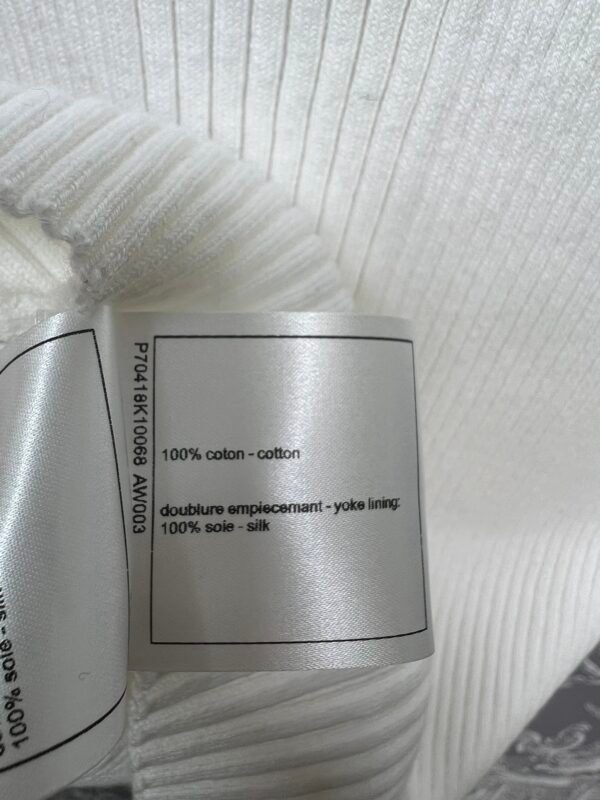 P70418K10068 AW003
100% coton - cotton
doublure empiecemant - yoke lining:
100% soie - silk
100% soie - silk